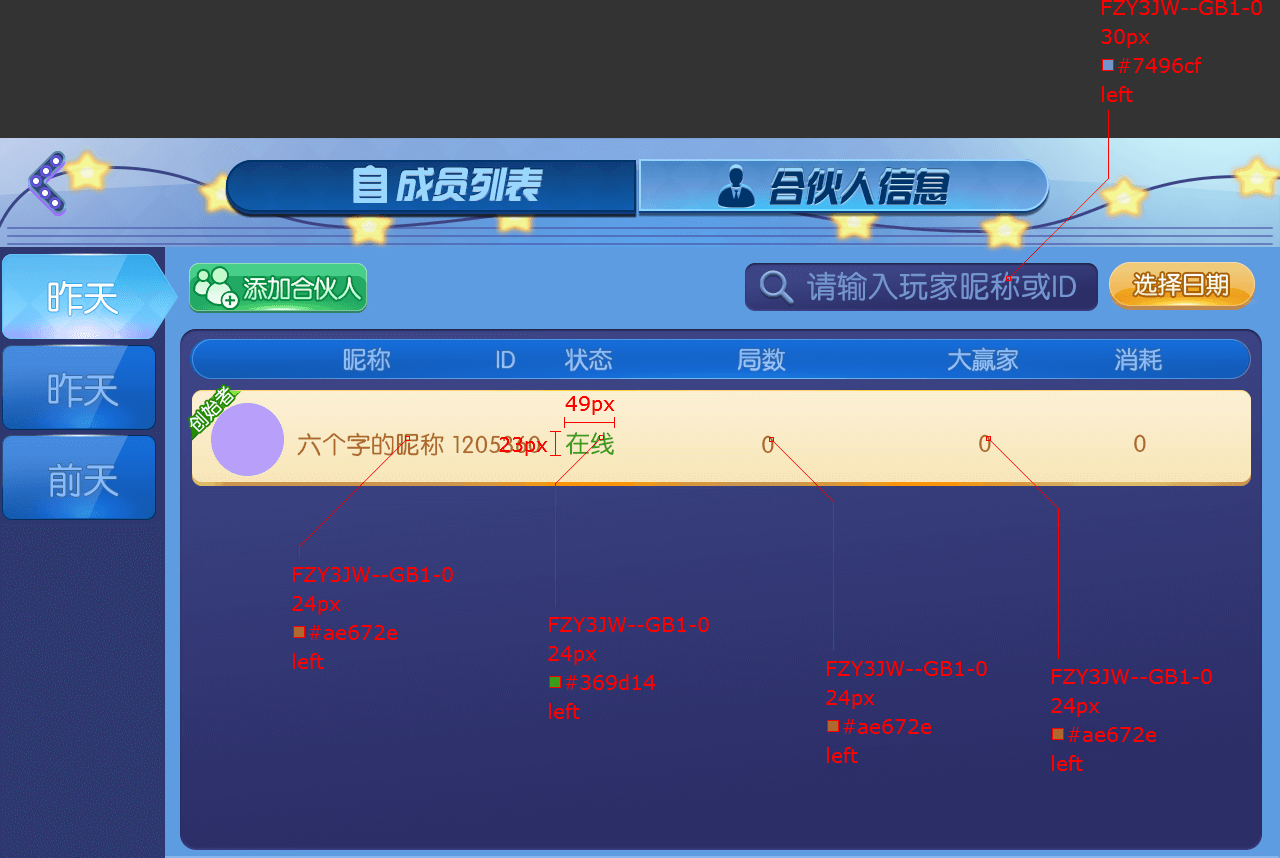 FZY3JW--GB1-0
30px
#7496cf
left
成员列表
合伙人信息
昨天
添加合伙人
请输入玩家昵称或ID
选择日期
昨天
前天
昵称 ID 状态 局数 大赢家 消耗
创始者
49px
六个字的昵称
23px
在线
0
0
0
FZY3JW--GB1-0
24px
#ae672e
left
FZY3JW--GB1-0
24px
#369d14
left
FZY3JW--GB1-0
24px
#ae672e
left
FZY3JW--GB1-0
24px
#ae672e
left